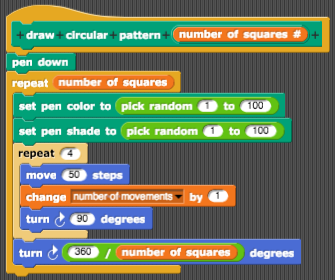 + draw + circular + pattern + number of squares # +
pen down
repeat number of squares
set pen color to pick random 1 to 100
set pen shade to pick random 1 to 100
repeat 4
move 50 steps
change number of movements by 1
turn 90 degrees
turn 360 / number of squares degrees